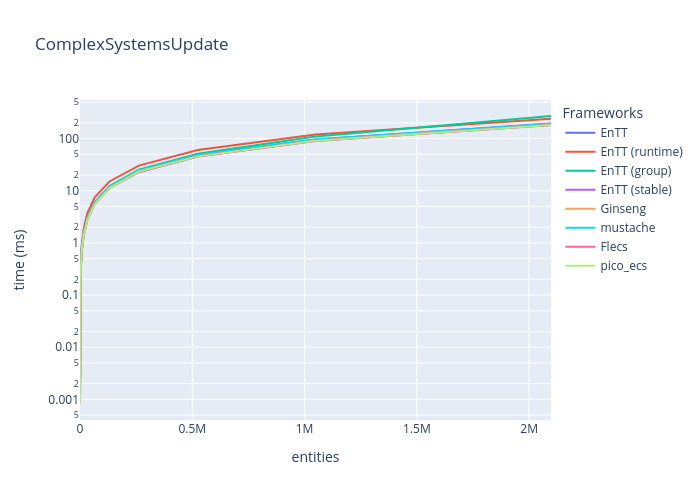 ComplexSystemsUpdate
time (ms)
5
2
100
5
2
10
5
2
1
5
2
0.1
5
2
0.01
5
2
0.001
5
0
0.5M
1M
1.5M
2M
entities
Frameworks
EnTT
EnTT (runtime)
EnTT (group)
EnTT (stable)
Ginseng
mustache
Flecs
pico_ecs